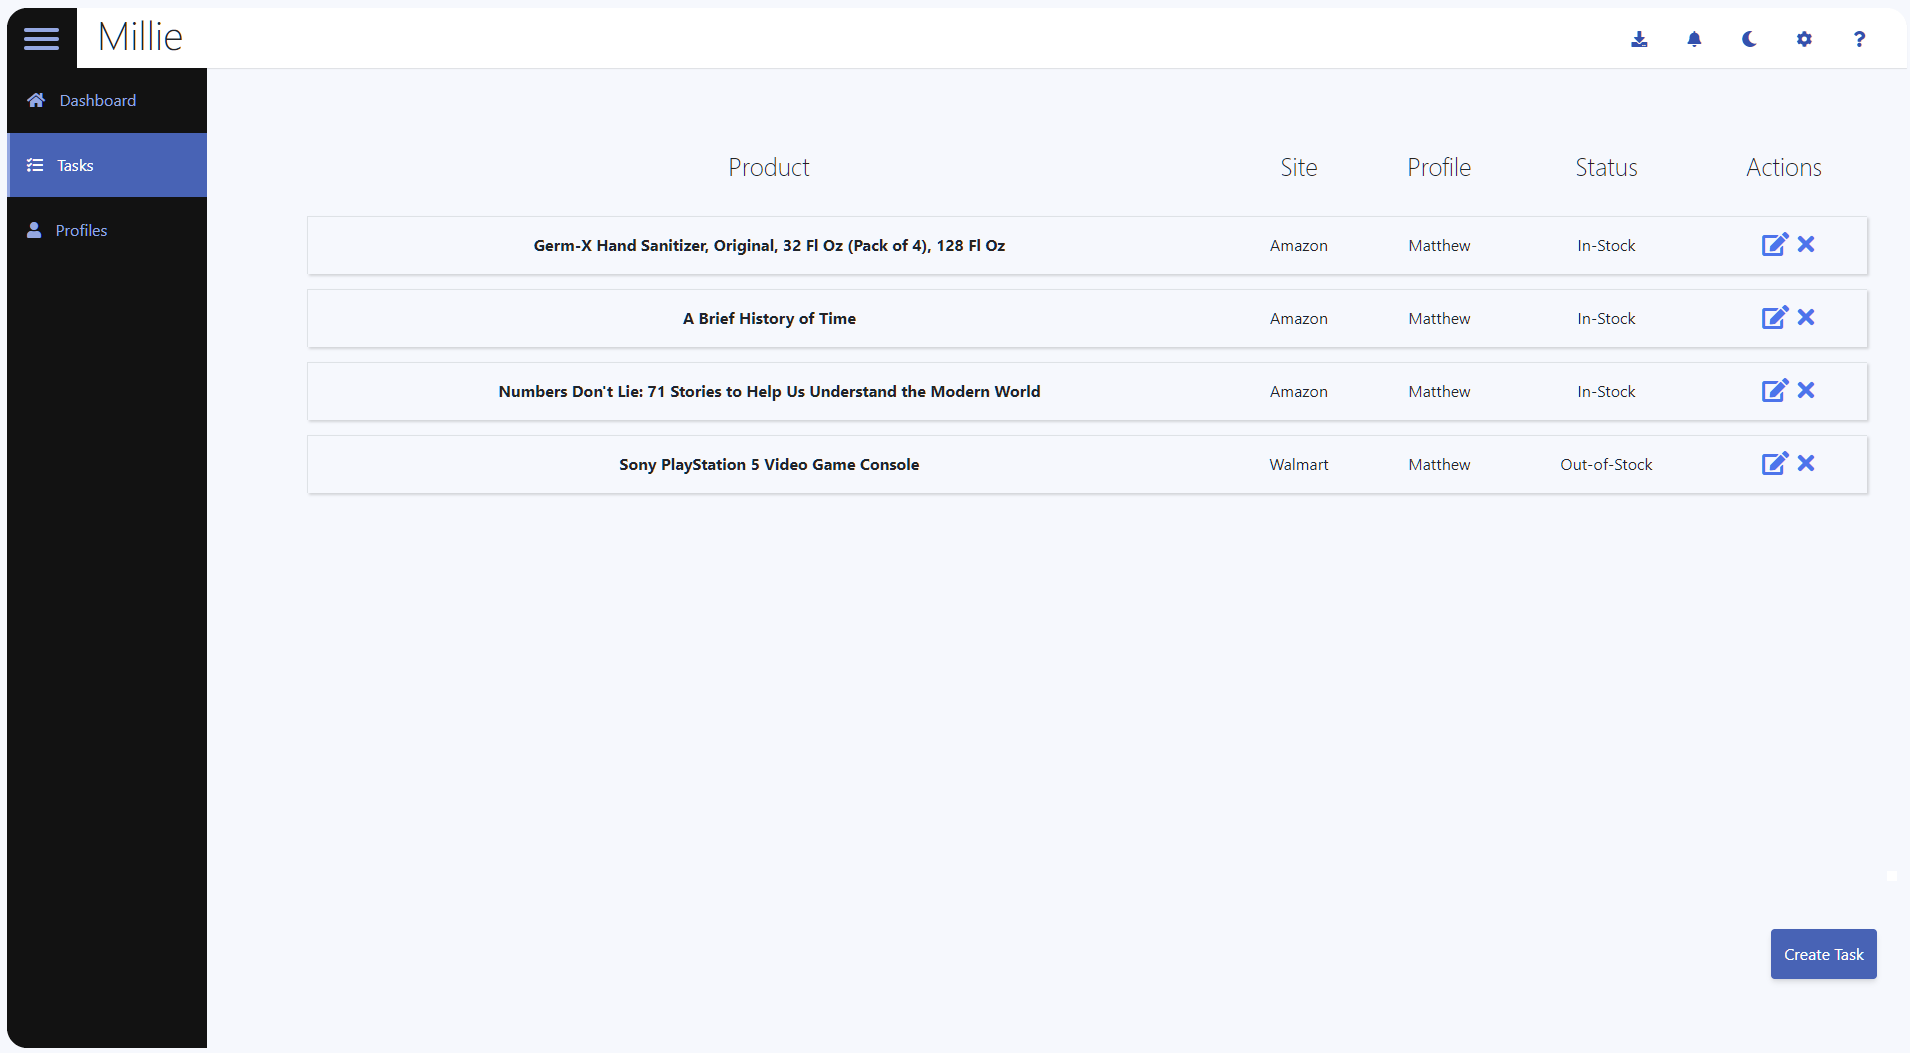 Millie
Dashboard
Tasks
Profiles
Product Site Profile Status Actions
Germ-X Hand Sanitizer, Original, 32 Fl Oz (Pack of 4), 128 Fl Oz Amazon Matthew In-Stock
A Brief History of Time Amazon Matthew In-Stock
Numbers Don't Lie: 71 Stories to Help Us Understand the Modern World Amazon Matthew In-Stock
Sony PlayStation 5 Video Game Console Walmart Matthew Out-of-Stock
Create Task